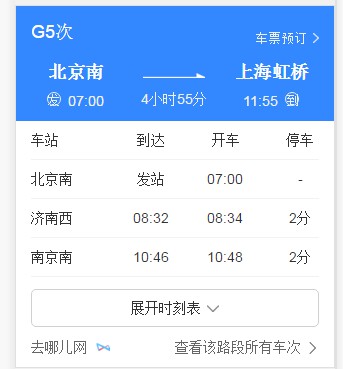 G5次
车票预订
北京南 上海虹桥
发 07:00 4小时55分 11:55 到
车站 到达 开车 停车
北京南 发站 07:00 -
济南西 08:32 08:34 2分
南京南 10:46 10:48 2分
展开时刻表
去哪儿网 查看该路段所有车次